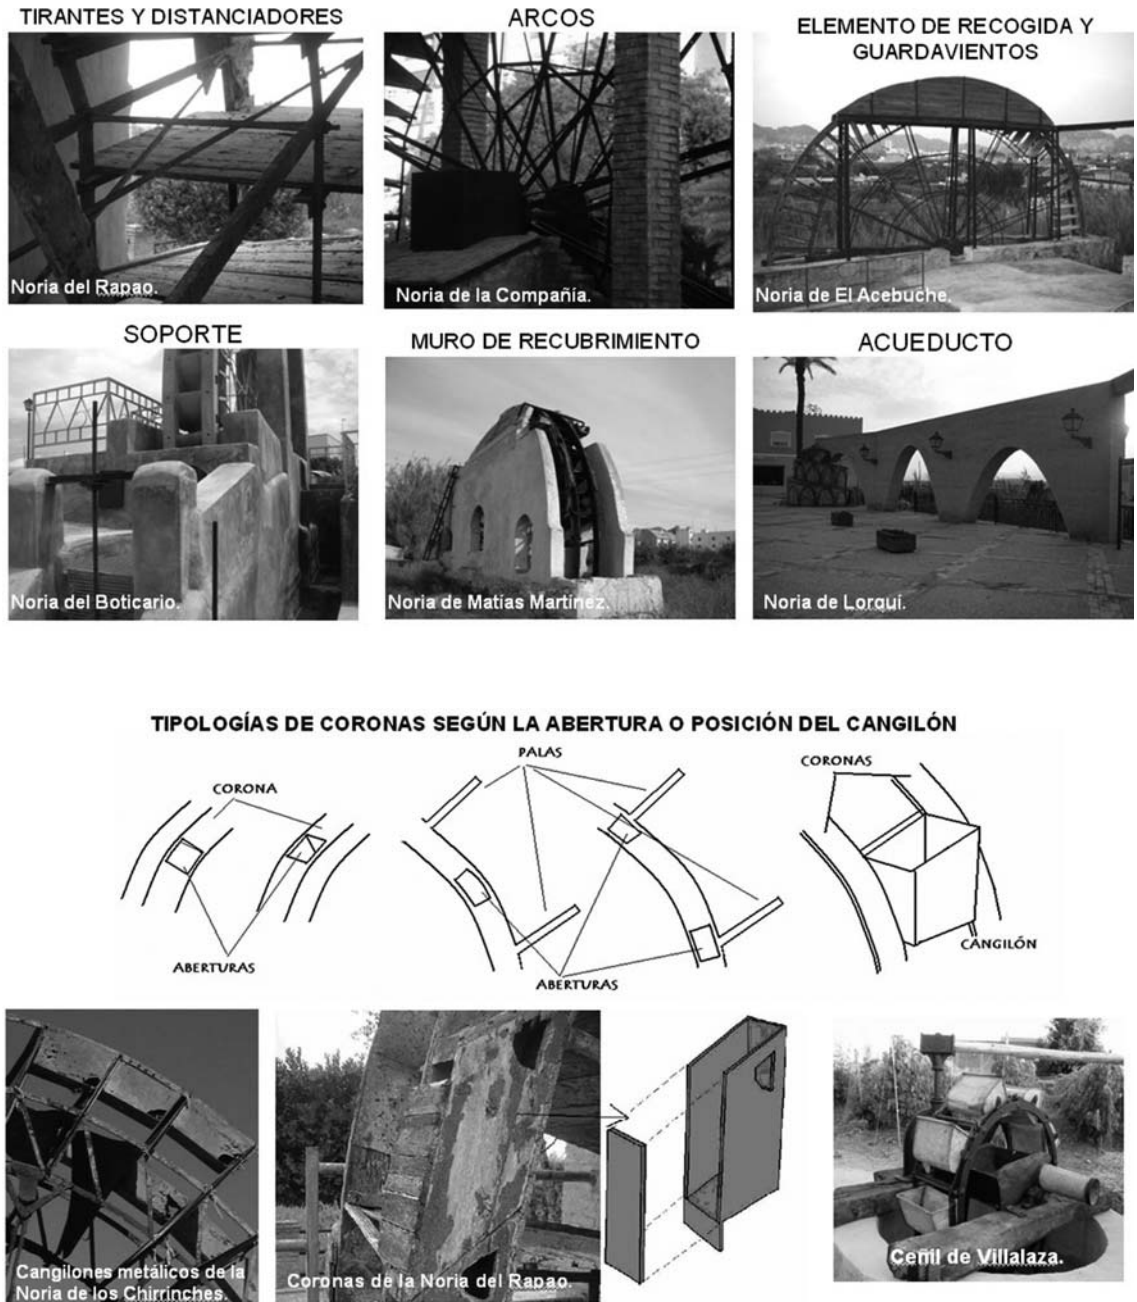 TIRANTES Y DISTANCIADORES
ARCOS
ELEMENTO DE RECOGIDA Y
GUARDAVIENTOS
Noria del Rapao.
Noria de la Compañía.
Noria de El Acebuche.
SOPORTE
MURO DE RECUBRIMIENTO
ACUEDUCTO
Noria del Boticario.
Noria de Matías Martínez.
Noria de Lorquí.
TIPOLOGÍAS DE CORONAS SEGÚN LA ABERTURA O POSICIÓN DEL CANGILÓN
PALAS
CORONAS
CORONA
CANGILÓN
ABERTURAS
ABERTURAS
Cangilones metálicos de la
Noria de los Chirrinches.
Coronas de la Noria del Rapao.
Ceñil de Villalaza.